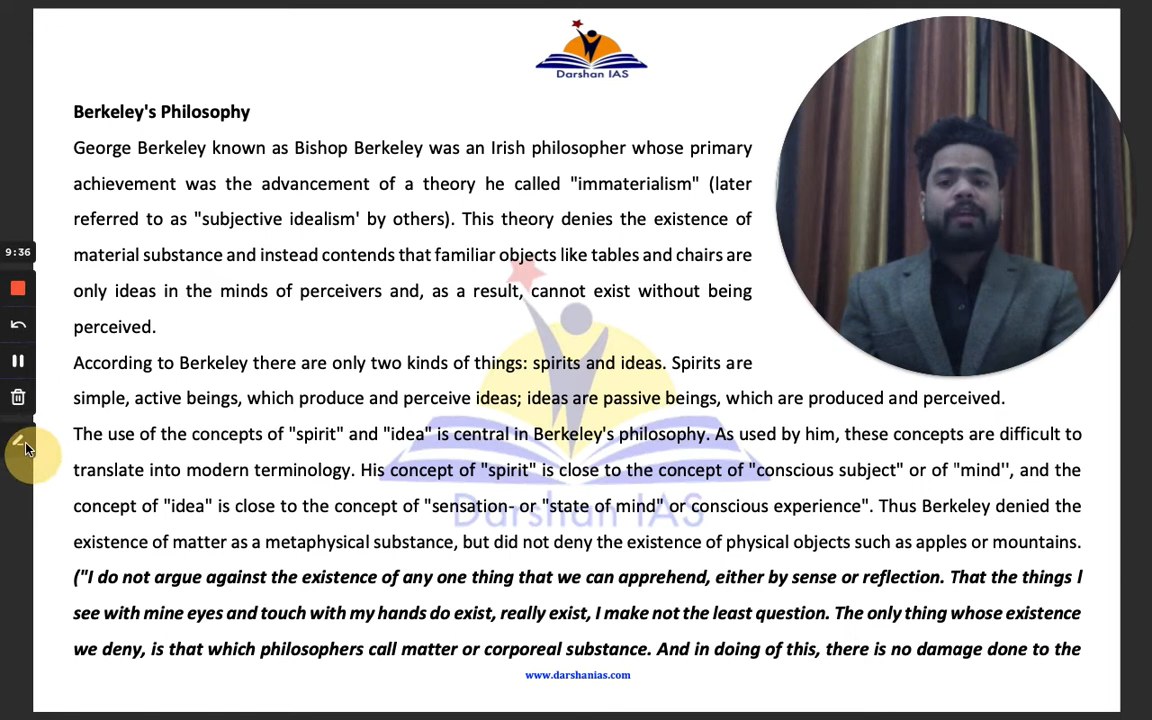 Darshan IAS
Berkeley's Philosophy
George Berkeley known as Bishop Berkeley was an Irish philosopher whose primary
achievement was the advancement of a theory he called "immaterialism" (later
referred to as "subjective idealism' by others). This theory denies the existence of
material substance and instead contends that familiar objects like tables and chairs are
only ideas in the minds of perceivers and, as a result, cannot exist without being
perceived.
According to Berkeley there are only two kinds of things: spirits and ideas. Spirits are
simple, active beings, which produce and perceive ideas; ideas are passive beings, which are produced and perceived.
The use of the concepts of "spirit" and "idea" is central in Berkeley's philosophy. As used by him, these concepts are difficult to
translate into modern terminology. His concept of "spirit" is close to the concept of "conscious subject" or of "mind'', and the
concept of "idea" is close to the concept of "sensation- or "state of mind" or conscious experience". Thus Berkeley denied the
existence of matter as a metaphysical substance, but did not deny the existence of physical objects such as apples or mountains.
("I do not argue against the existence of any one thing that we can apprehend, either by sense or reflection. That the things I
see with mine eyes and touch with my hands do exist, really exist, I make not the least question. The only thing whose existence
we deny, is that which philosophers call matter or corporeal substance. And in doing of this, there is no damage done to the
www.darshanias.com
Darshan IAS
9:36